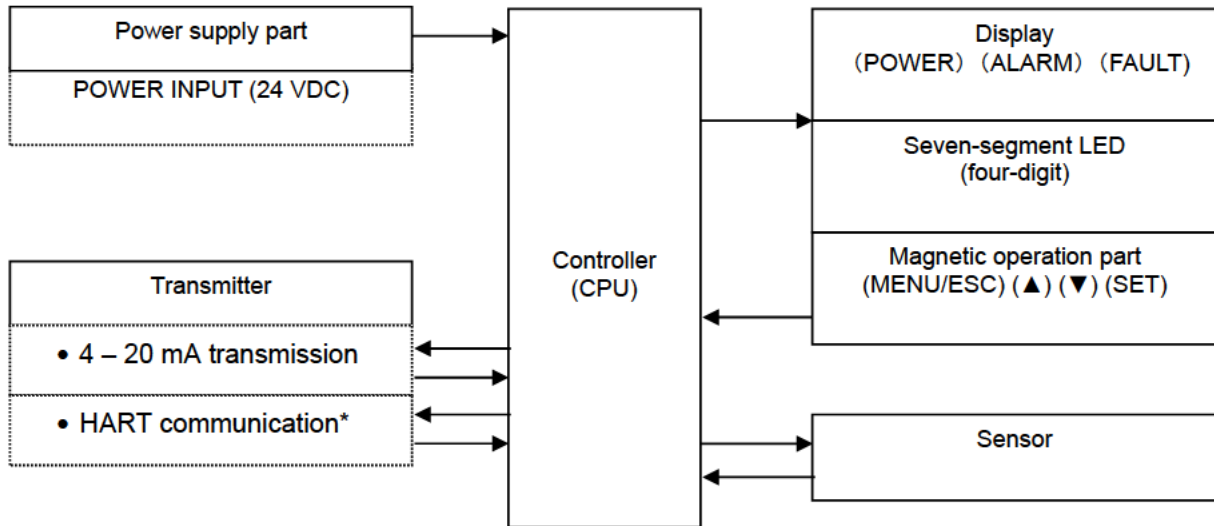 Power supply part
POWER INPUT (24 VDC)
Transmitter
• 4 – 20 mA transmission
• HART communication*
Controller
(CPU)
Display
（POWER）（ALARM）（FAULT）
Seven-segment LED
(four-digit)
Magnetic operation part
(MENU/ESC) (▲) (▼) (SET)
Sensor